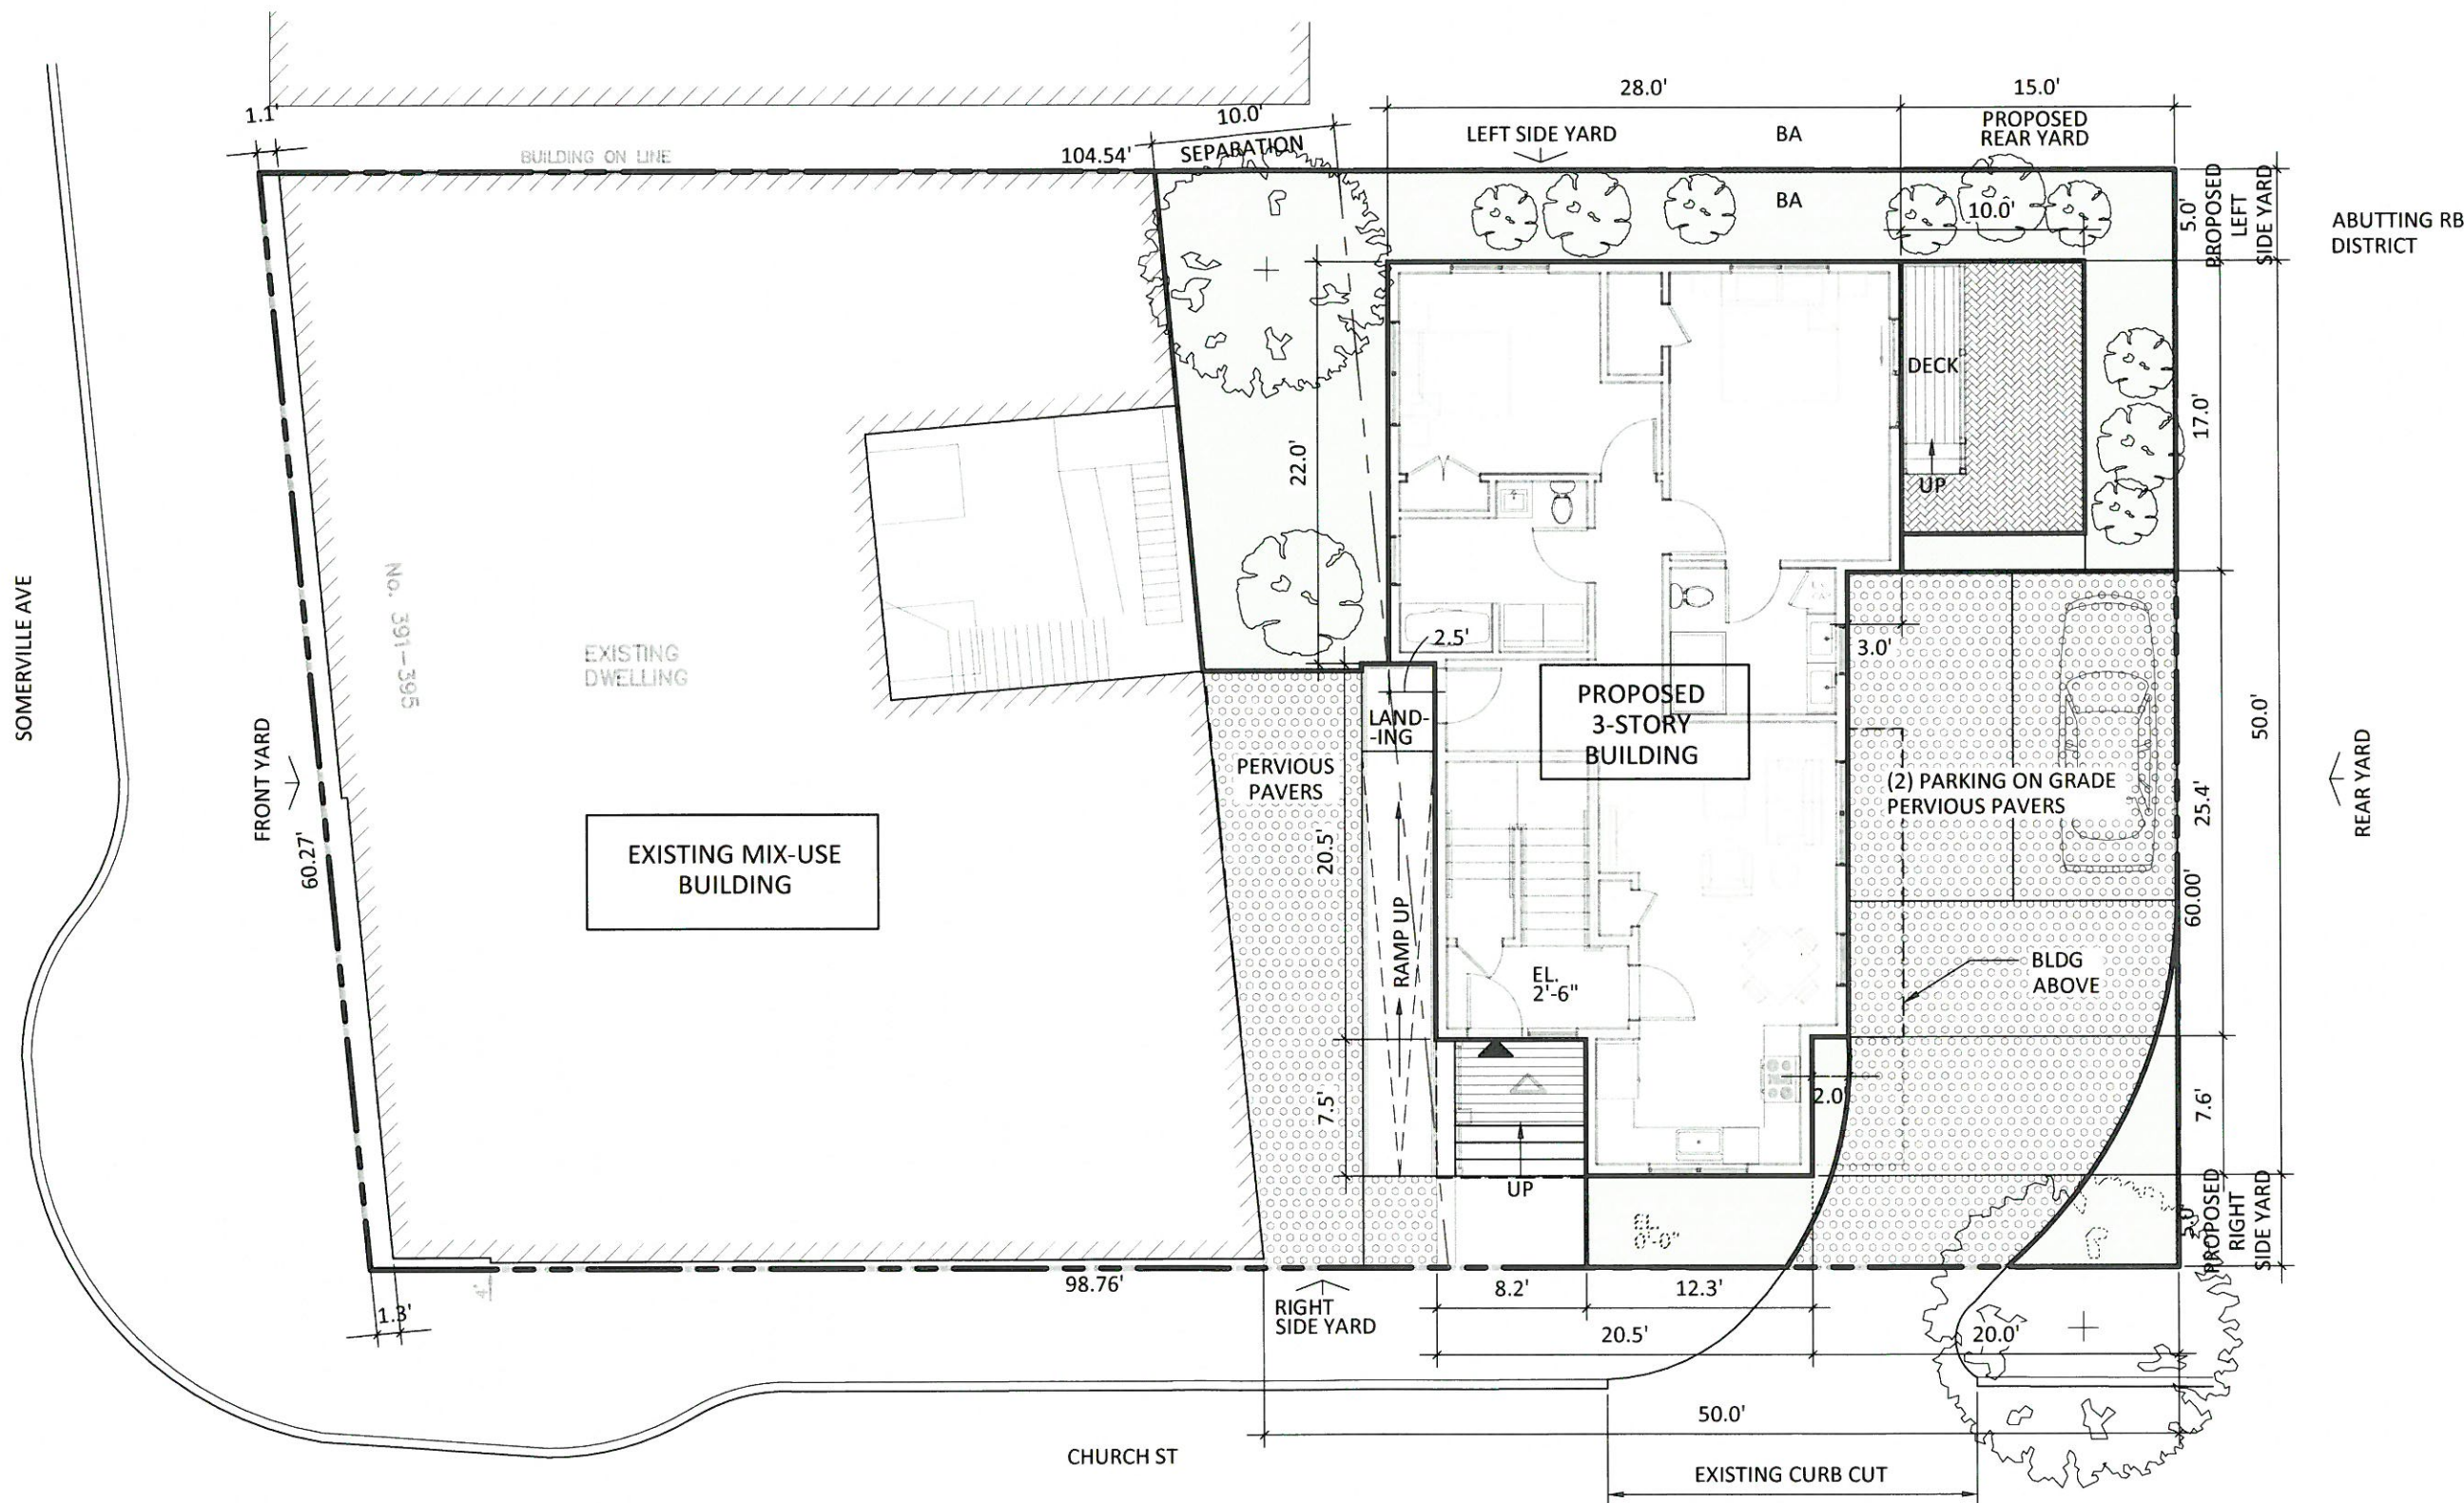 28.0'
15.0'
1.1'
10.0'
SEPARATION
LEFT SIDE YARD
BA
PROPOSED
REAR YARD
BUILDING ON LINE
104.54'
BA
10.0'
5.0'
PROPOSED
LEFT
SIDE YARD
ABUTTING RB
DISTRICT
DECK
UP
17.0'
22.0'
SOMERVILLE AVE
No. 391-395
EXISTING
DWELLING
2.5'
3.0'
PROPOSED
3-STORY
BUILDING
LAND-
-ING
50.0'
FRONT YARD
PERVIOUS
PAVERS
(2) PARKING ON GRADE
PERVIOUS PAVERS
25.4'
REAR YARD
60.27'
EXISTING MIX-USE
BUILDING
20.5'
RAMP UP
60.00'
EL.
2'-6"
BLDG
ABOVE
7.5'
2.0'
7.6'
UP
EL.
0'-0"
5.0'
PROPOSED
RIGHT
SIDE YARD
4"
1.3'
98.76'
RIGHT
SIDE YARD
8.2'
12.3'
20.5'
20.0'
50.0'
CHURCH ST
EXISTING CURB CUT